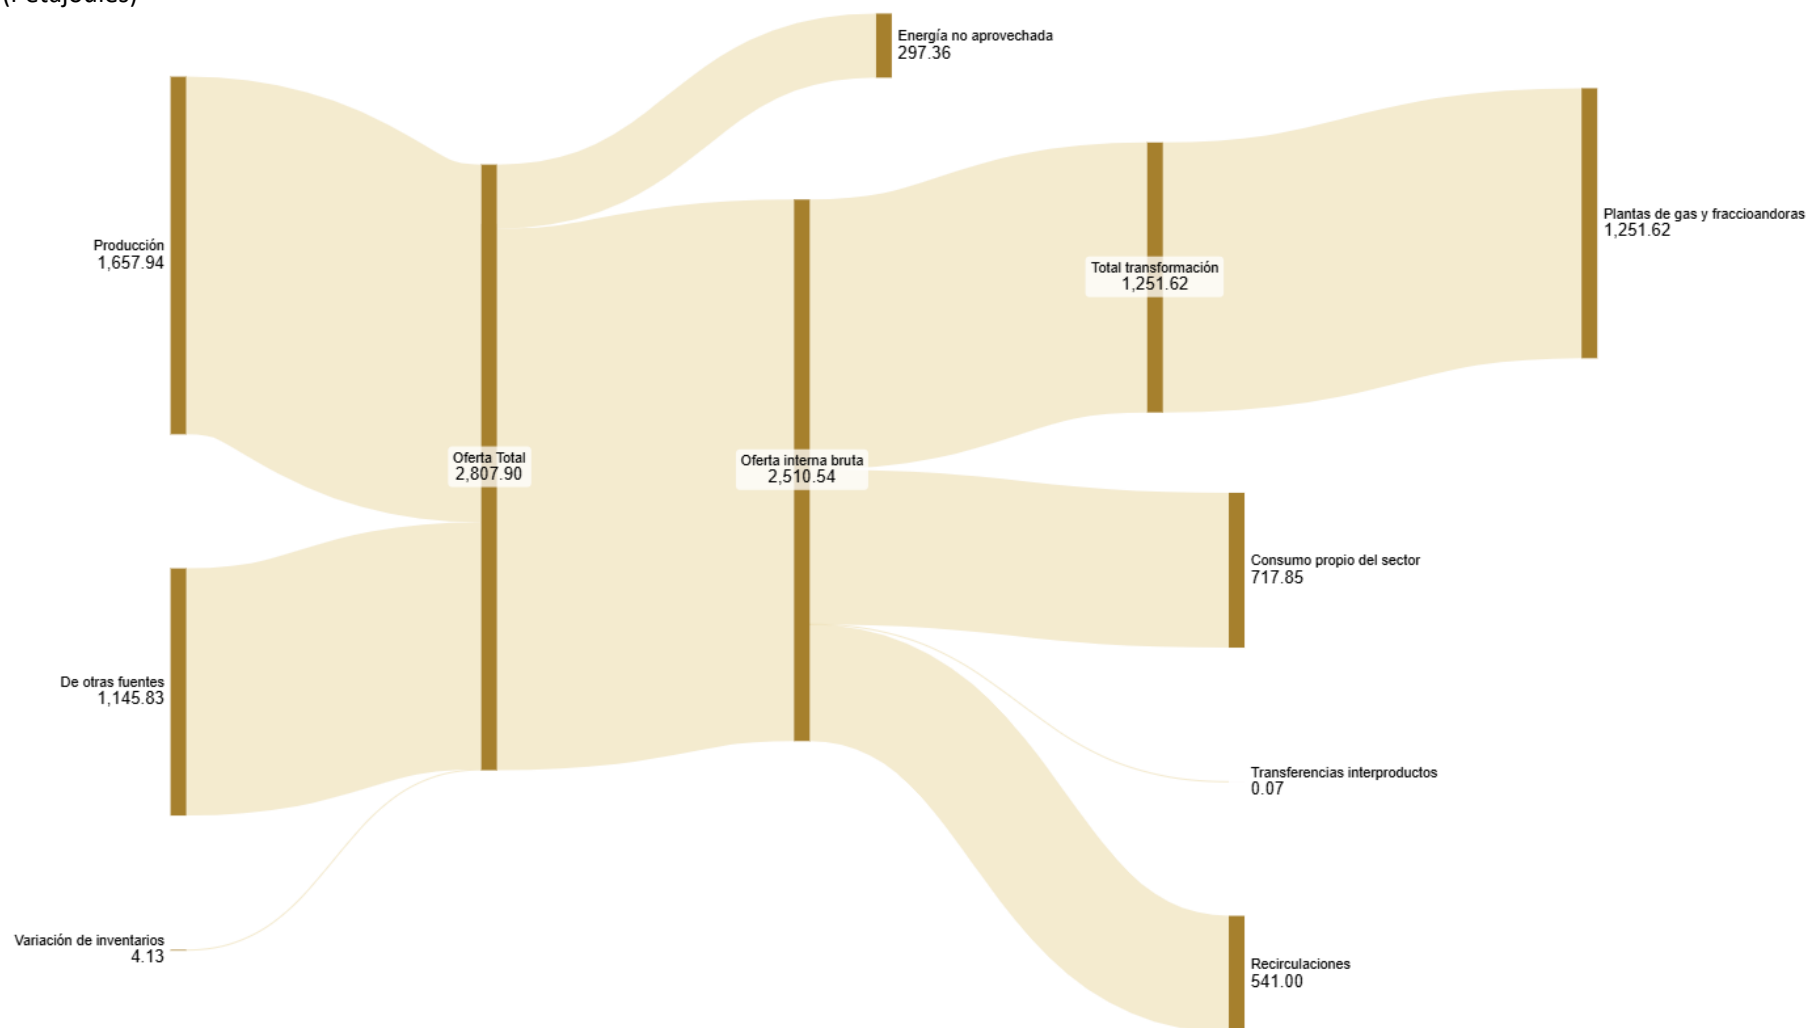 (Petajoules)
Energía no aprovechada
297.36
Plantas de gas y fraccioandoras
1,251.62
Producción
1,657.94
Total transformación
1,251.62
Oferta Total
2,807.90
Oferta interna bruta
2,510.54
Consumo propio del sector
717.85
De otras fuentes
1,145.83
Transferencias interproductos
0.07
Variación de inventarios
4.13
Recirculaciones
541.00